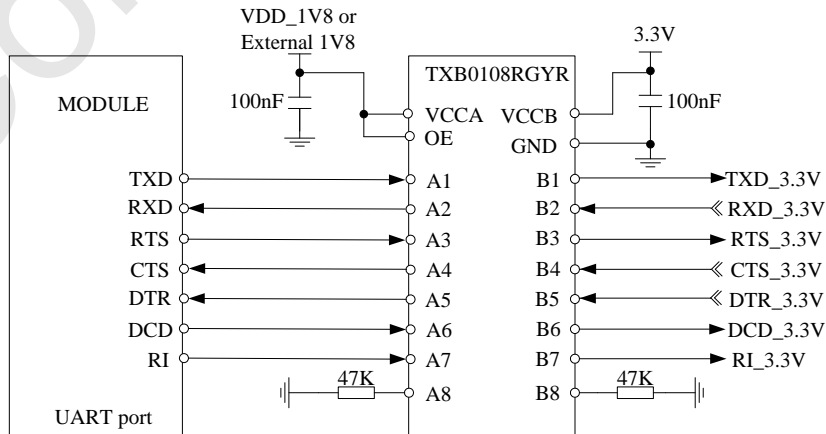 VDD_1V8 or
External 1V8
3.3V
TXB0108RGYR
MODULE
100nF
100nF
VCCA
VCCB
OE
GND
TXD
A1
B1
TXD_3.3V
RXD
A2
B2
RXD_3.3V
RTS
A3
B3
RTS_3.3V
CTS
A4
B4
CTS_3.3V
DTR
A5
B5
DTR_3.3V
DCD
A6
B6
DCD_3.3V
RI
A7
B7
RI_3.3V
47K
A8
B8
47K
UART port